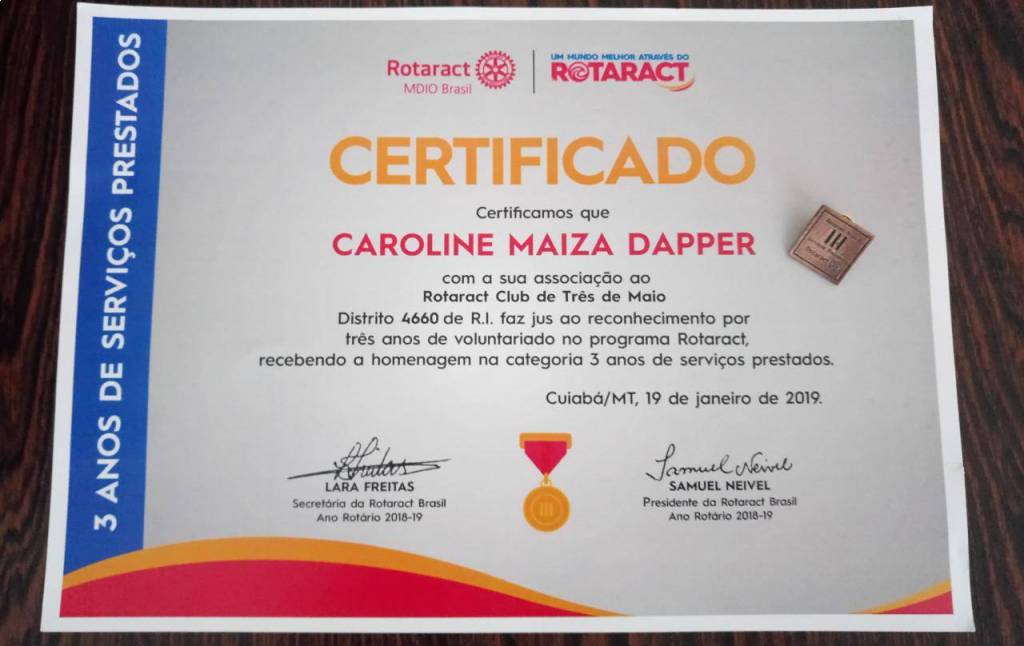 3 ANOS DE SERVIÇOS PRESTADOS
Rotaract
MDIO Brasil
UM MUNDO MELHOR ATRAVÉS DO
ROTARACT
CERTIFICADO
Certificamos que
CAROLINE MAIZA DAPPER
com a sua associação ao
Rotaract Club de Três de Maio
Distrito 4660 de R.I. faz jus ao reconhecimento por
três anos de voluntariado no programa Rotaract,
recebendo a homenagem na categoria 3 anos de serviços prestados.
Cuiabá/MT, 19 de janeiro de 2019.
III
LARA FREITAS
Secretária da Rotaract Brasil
Ano Rotário 2018-19
III
Samuel Neivel
SAMUEL NEIVEL
Presidente da Rotaract Brasil
Ano Rotário 2018-19